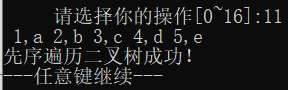 请选择你的操作[0~16]:11
1,a 2,b 3,c 4,d 5,e
先序遍历二叉树成功！
---任意键继续---